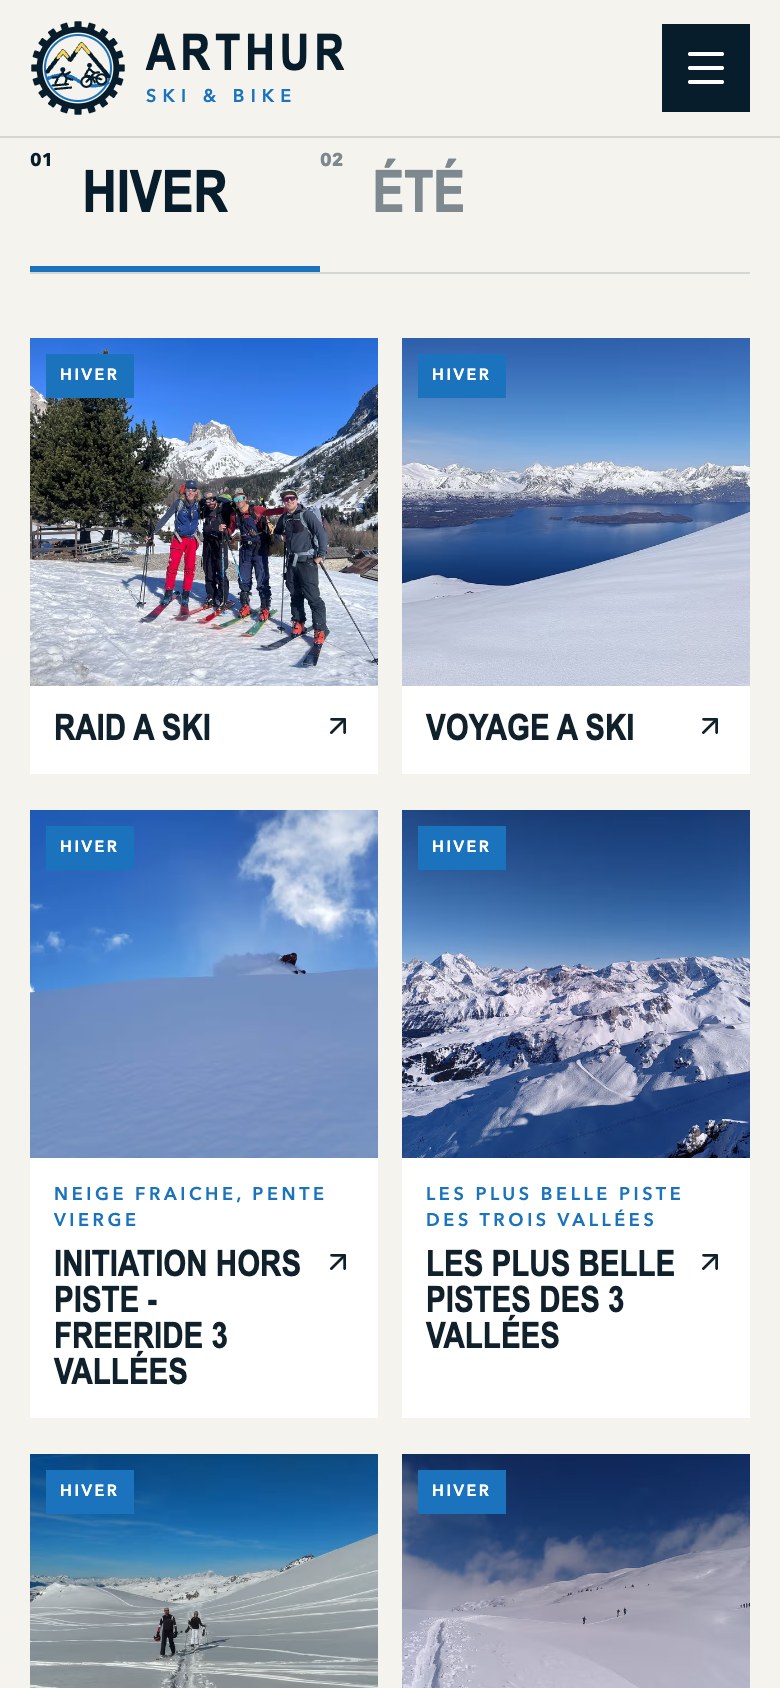 ARTHUR
SKI & BIKE
01
HIVER
02
ÉTÉ
HIVER
RAID A SKI
HIVER
VOYAGE A SKI
HIVER
NEIGE FRAICHE, PENTE
VIERGE
INITIATION HORS
PISTE -
FREERIDE 3
VALLÉES
HIVER
LES PLUS BELLE PISTE
DES TROIS VALLÉES
LES PLUS BELLE
PISTES DES 3
VALLÉES
HIVER
HIVER